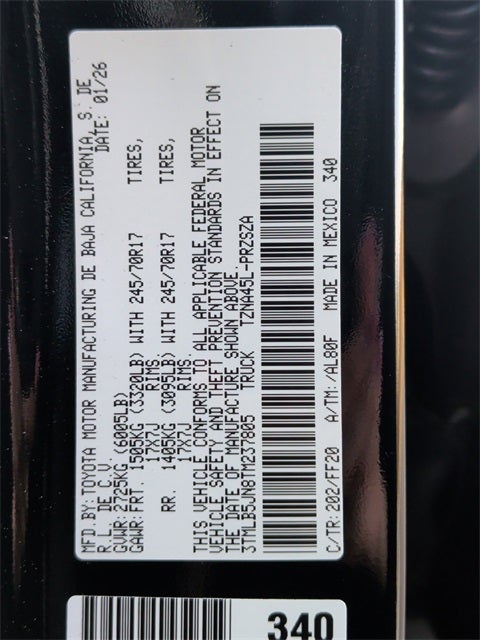 MFD.BY:TOYOTA MOTOR MANUFACTURING DE BAJA CALIFORNIA, S DE
R.L. DE C.V. DATE: 01/26
GVWR:2725KG (6005LB)
GAWR:FRT. 1505KG (3320LB) WITH 245/70R17 TIRES,
17X7J RIMS.
RR. 1405KG (3095LB) WITH 245/70R17 TIRES,
17X7J RIMS.
THIS VEHICLE CONFORMS TO ALL APPLICABLE FEDERAL MOTOR
VEHICLE SAFETY AND THEFT PREVENTION STANDARDS IN EFFECT ON
THE DATE OF MANUFACTURE SHOWN ABOVE.
3TMLB5JN8TM237805 TRUCK TZNA45L-PRZSZA
C/TR:202/FF20 A/TM:/AL80F MADE IN MEXICO 340
340